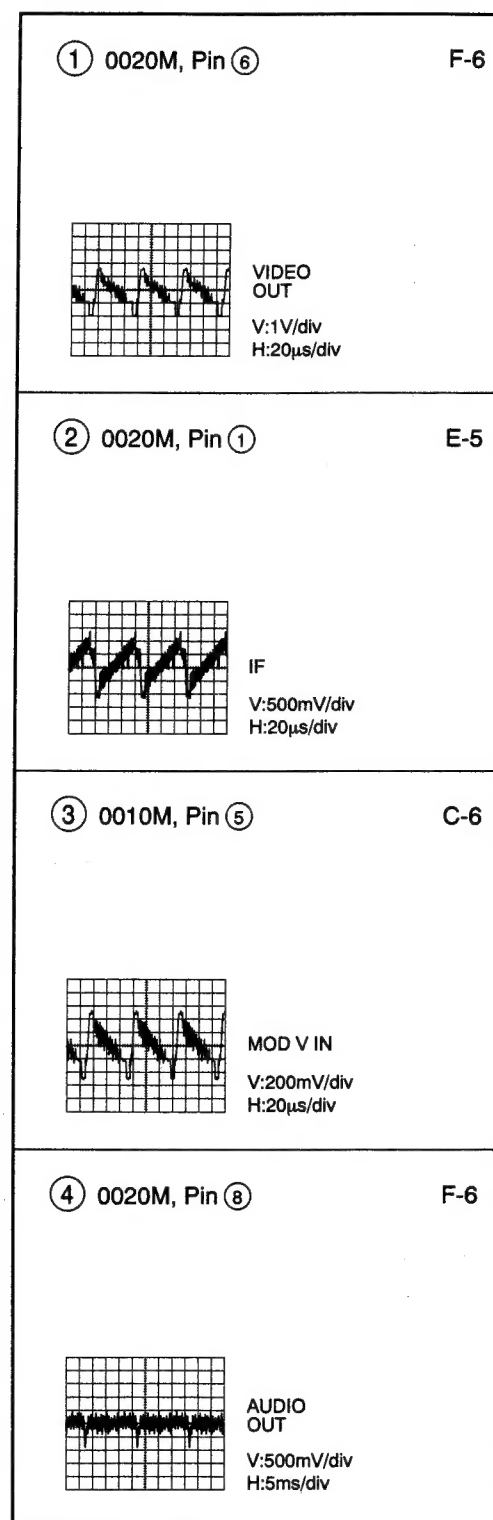 ① 0020M, Pin ⑥ F-6
VIDEO
OUT
V:1V/div
H:20µs/div
② 0020M, Pin ① E-5
IF
V:500mV/div
H:20µs/div
③ 0010M, Pin ⑤ C-6
MOD V IN
V:200mV/div
H:20µs/div
④ 0020M, Pin ⑧ F-6
AUDIO
OUT
V:500mV/div
H:5ms/div